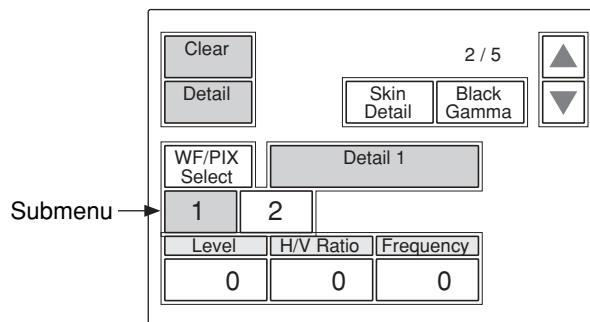 Clear
2 / 5
Detail
Skin
Detail
Black
Gamma
WF/PIX
Select
Detail 1
Submenu
1
2
Level
H/V Ratio
Frequency
0
0
0